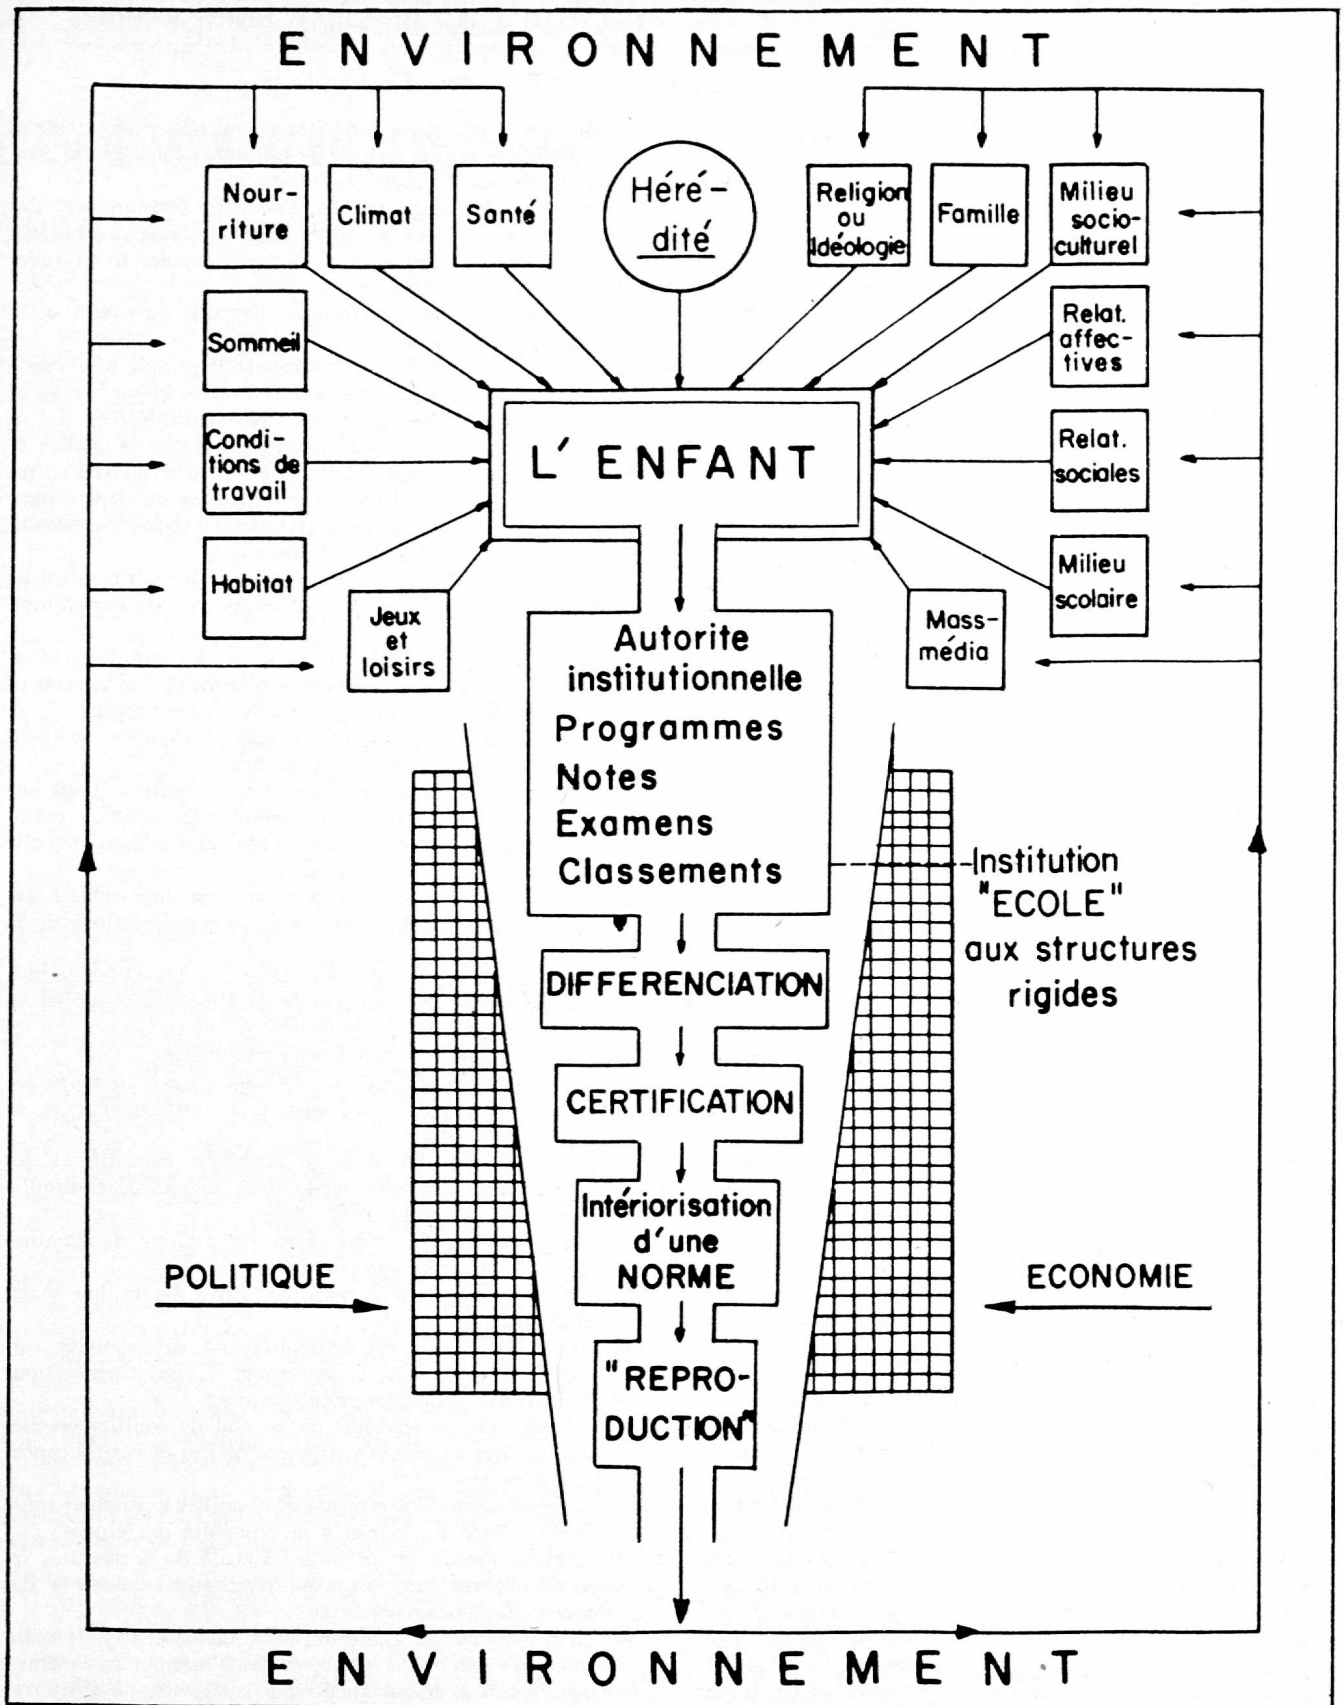 ENVIRONNEMENT
Nour-
riture
Climat
Santé
Héré-
dité
Religion
ou
Idéologie
Famille
Milieu
socio-
culturel
Sommeil
Relat.
affec-
tives
Condi-
tions de
travail
L'ENFANT
Relat.
sociales
Habitat
Jeux
et
loisirs
Milieu
scolaire
Mass-
média
Autorite
institutionnelle
Programmes
Notes
Examens
Classements
Institution
"ECOLE"
aux structures
rigides
DIFFERENCIATION
CERTIFICATION
Intériorisation
d'une
NORME
POLITIQUE
ECONOMIE
"REPRO-
DUCTION"
ENVIRONNEMENT